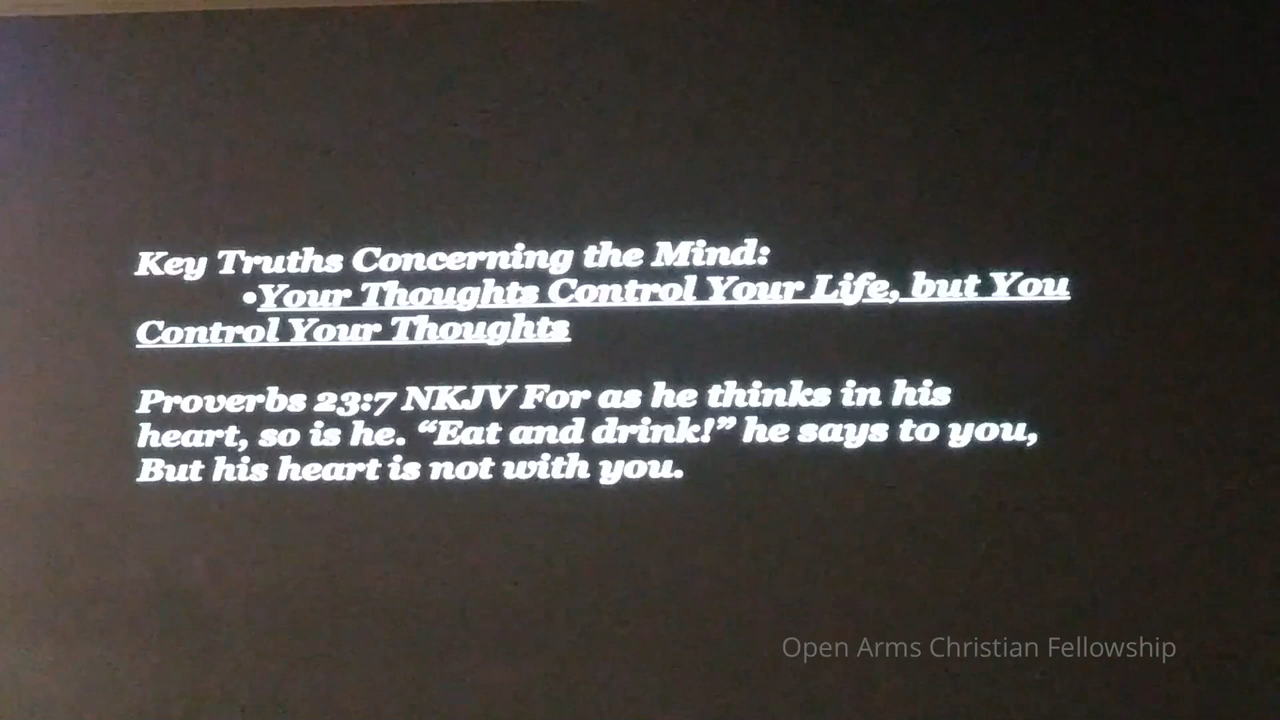 Key Truths Concerning the Mind:
•Your Thoughts Control Your Life, but You
Control Your Thoughts
Proverbs 23:7 NKJV For as he thinks in his
heart, so is he. “Eat and drink!” he says to you,
But his heart is not with you.
Open Arms Christian Fellowship